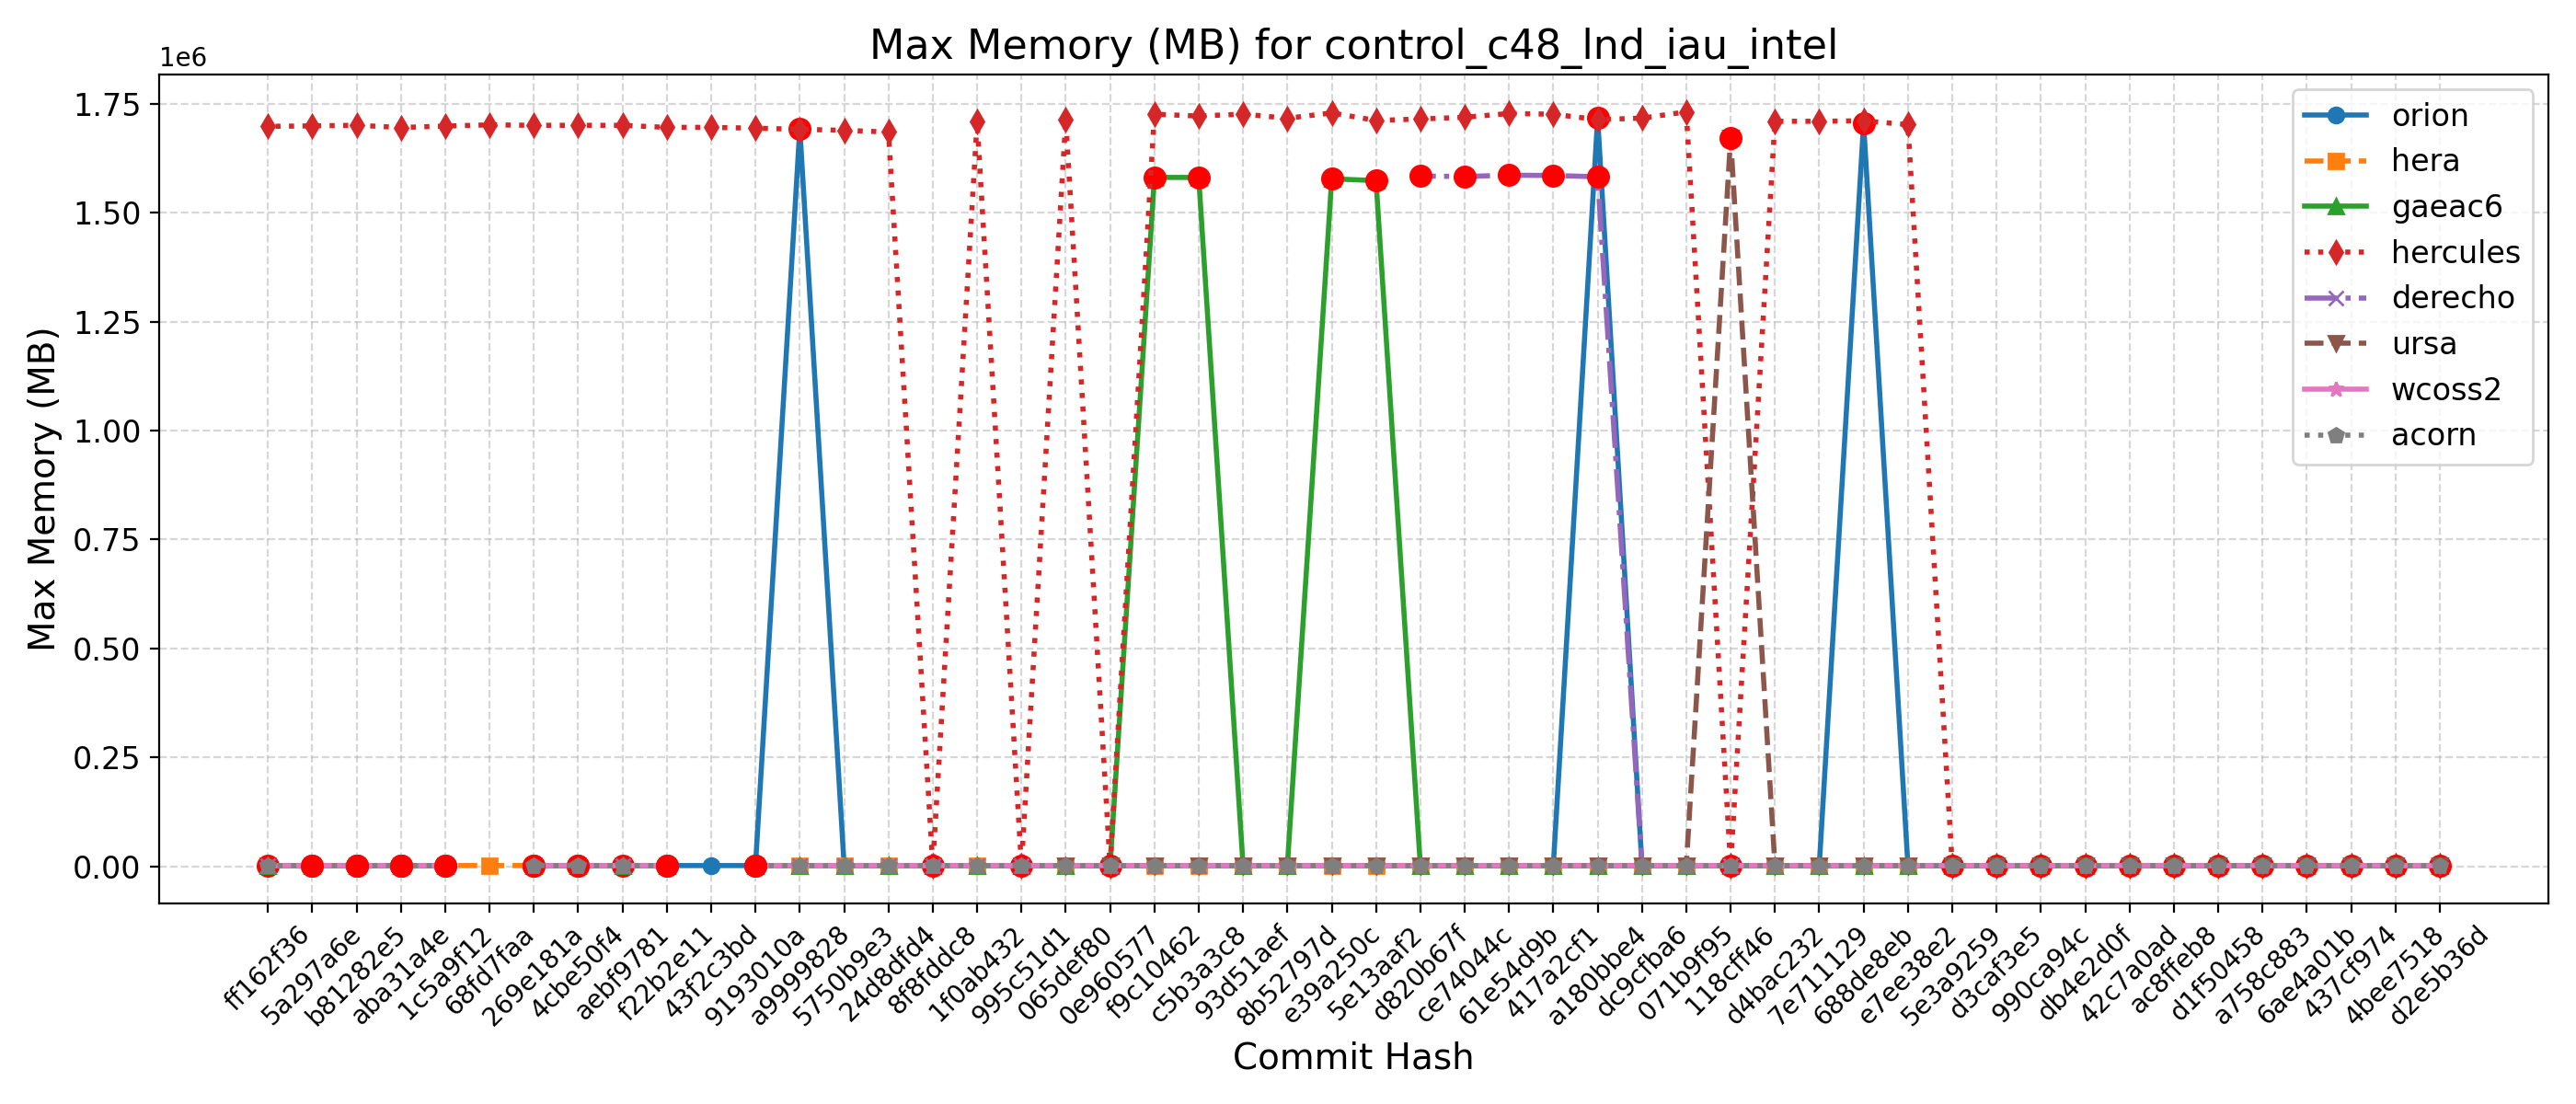 Max Memory (MB) for control_c48_lnd_iau_intel
1e6
1.75
1.50
1.25
1.00
0.75
0.50
0.25
0.00
Max Memory (MB)
orion
hera
gaeac6
hercules
derecho
ursa
wcoss2
acorn
ff162f36
5a297a6e
b81282e5
aba31a4e
1c5a9f12
68fd7faa
269e181a
4cbe50f4
aebf9781
f22b2e11
43f2c3bd
9193010a
a9999828
5750b9e3
24d8dfd4
8f8fddc8
1f0ab432
995c51d1
065def80
0e960577
f9c10462
c5b3a3c8
93d51aef
8b52797d
e39a250c
5e13aaf2
d820b67f
ce74044c
61e54d9b
417a2cf1
a180bbe4
dc9cfba6
071b9f95
118cff46
d4bac232
7e711129
688de8eb
e7ee38e2
5e3a9259
d3caf3e5
990ca94c
db4e2d0f
42c7a0ad
ac8ffeb8
d1f50458
a758c883
6ae4a01b
437cf974
4bee7518
d2e5b36d
Commit Hash